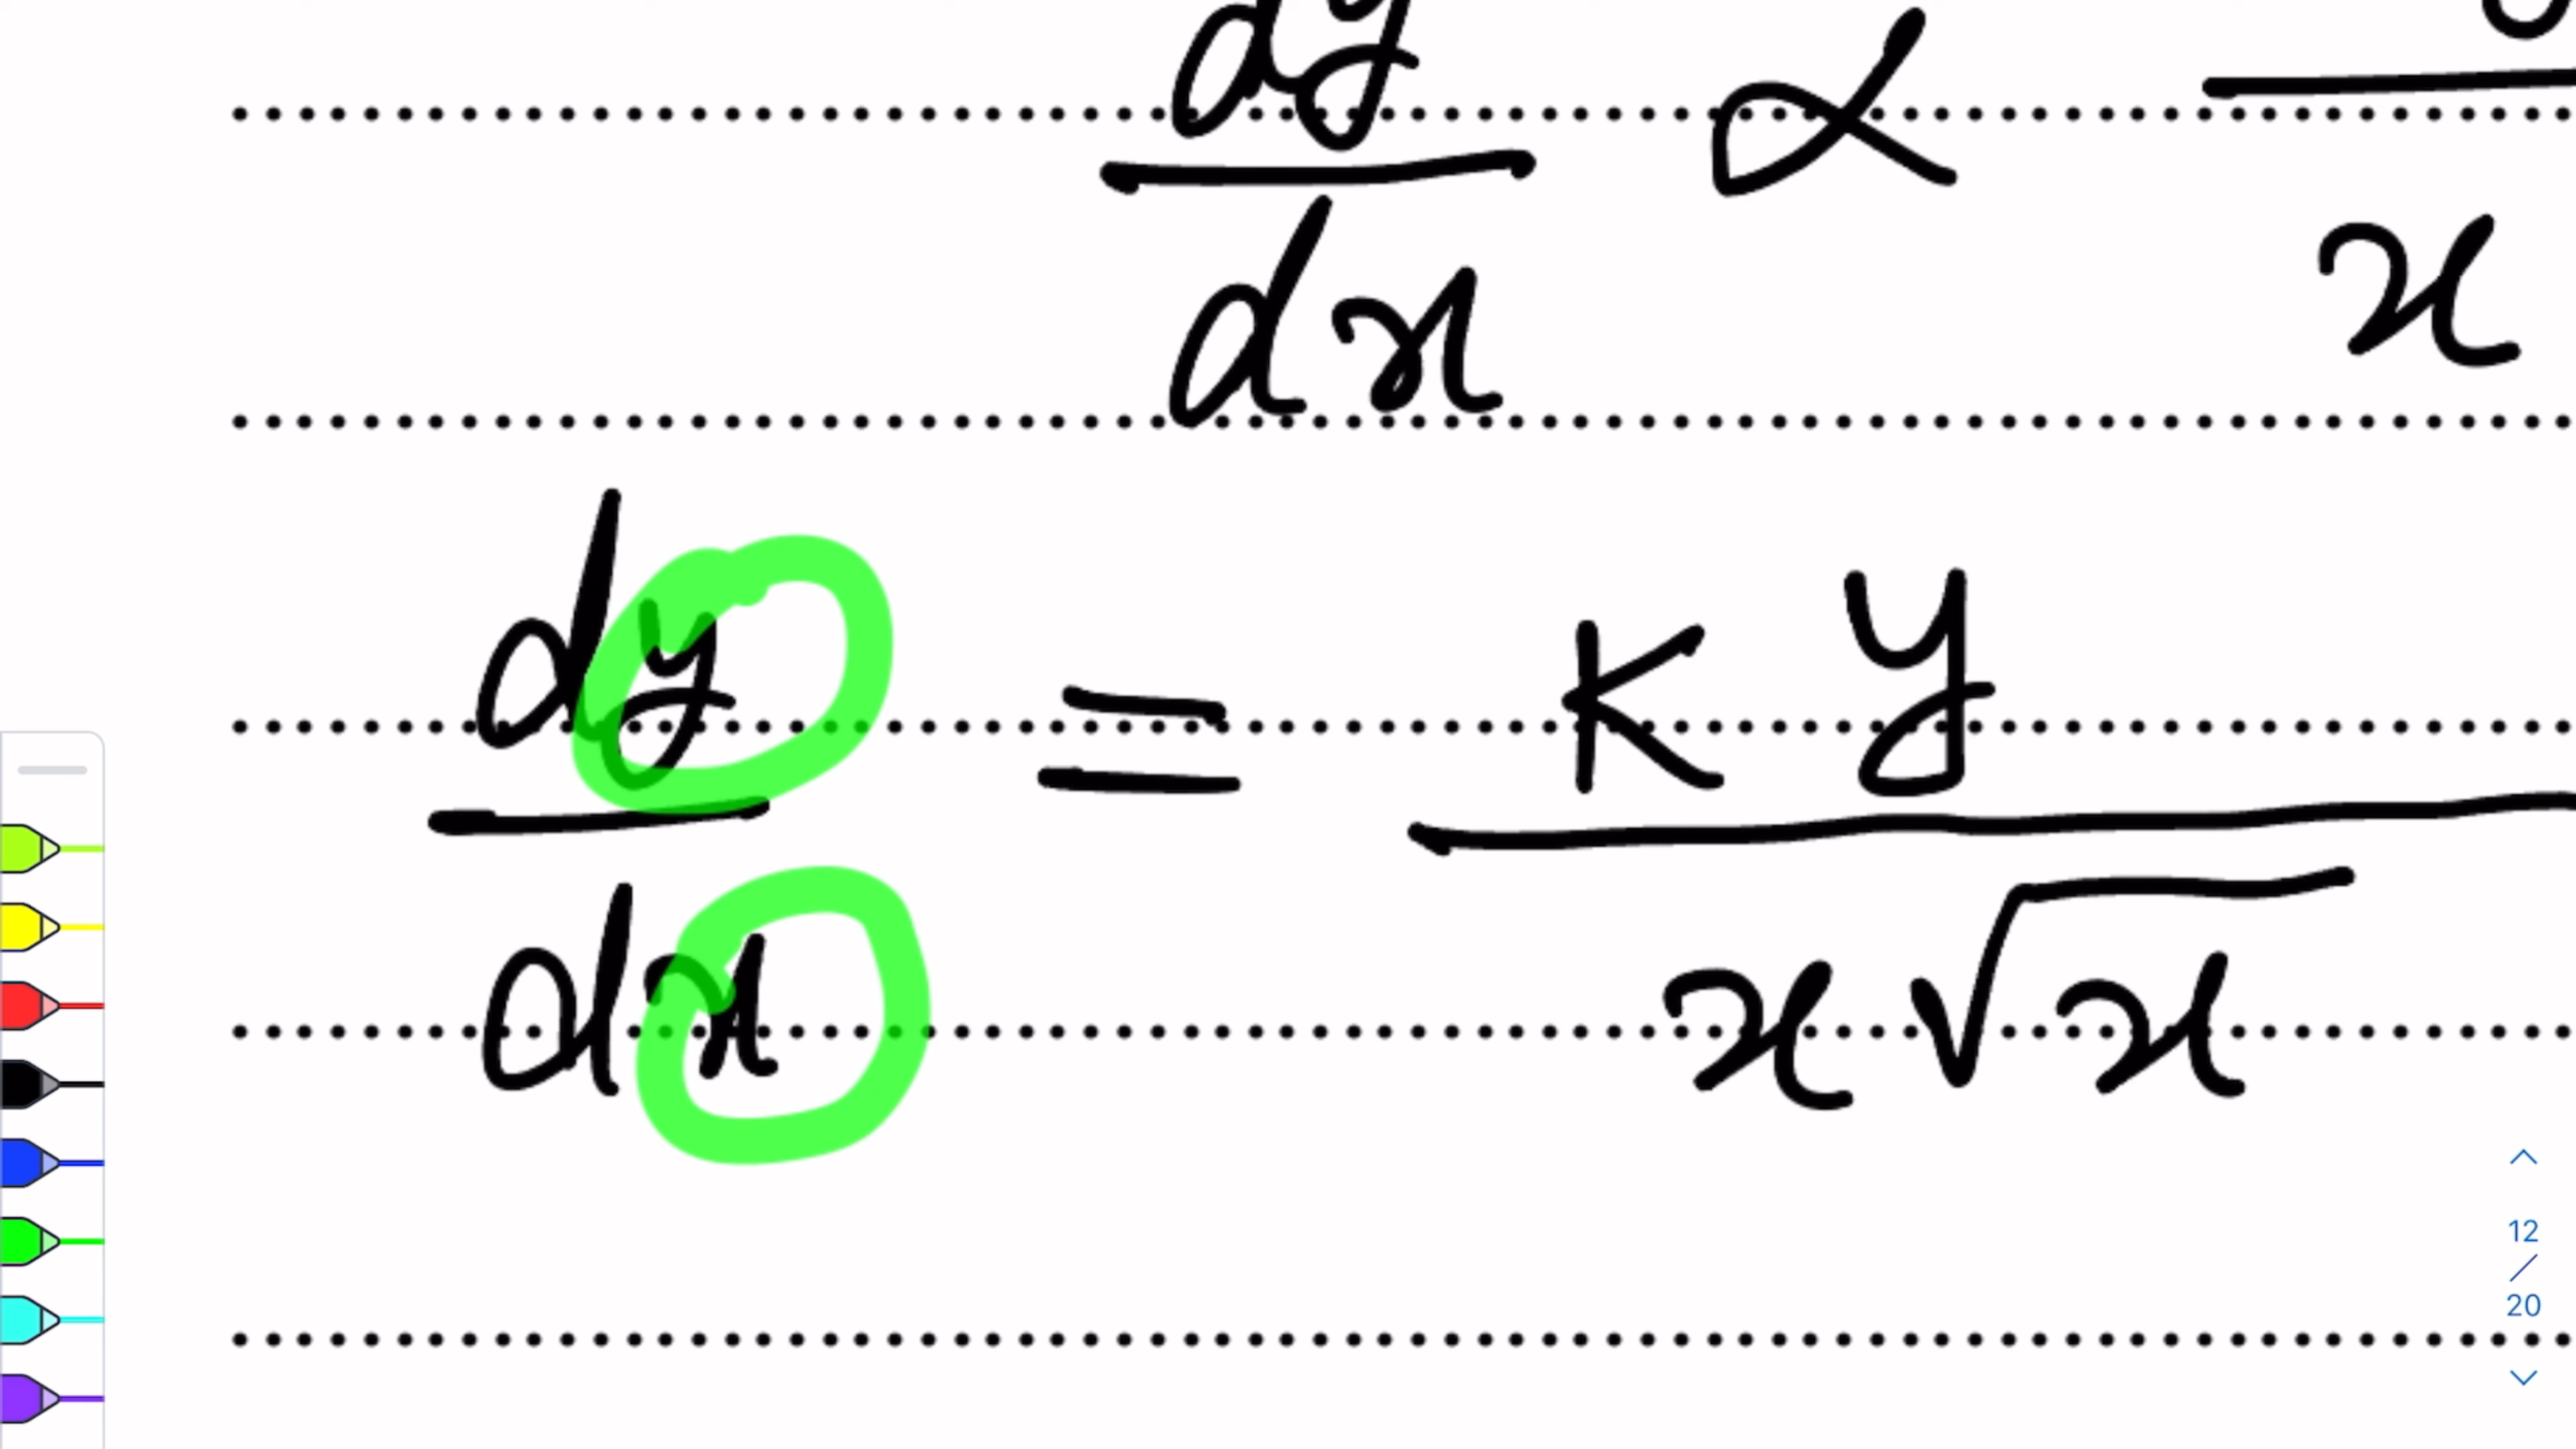 dy/dx ∝ /x
dy/dx = Ky/x√x
12
/
20